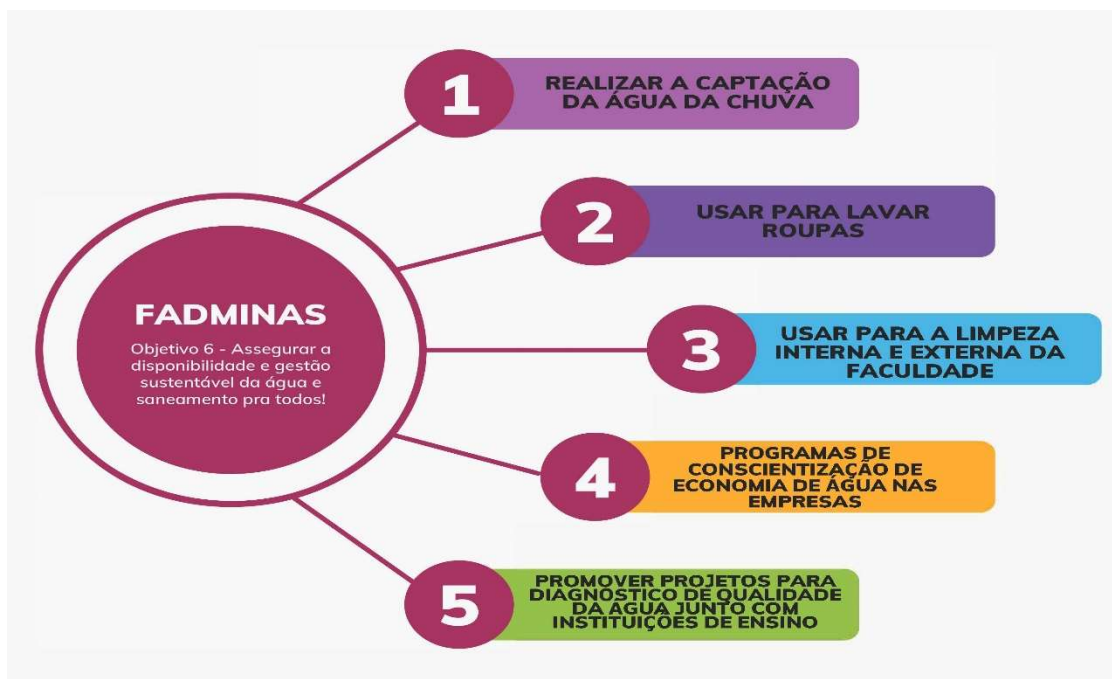 1
REALIZAR A CAPTAÇÃO
DA ÁGUA DA CHUVA
2
USAR PARA LAVAR
ROUPAS
FADMINAS
Objetivo 6 - Assegurar a
disponibilidade e gestão
sustentável da água e
saneamento pra todos!
3
USAR PARA A LIMPEZA
INTERNA E EXTERNA DA
FACULDADE
4
PROGRAMAS DE
CONSCIENTIZAÇÃO DE
ECONOMIA DE ÁGUA NAS
EMPRESAS
5
PROMOVER PROJETOS PARA
DIAGNÓSTICO DE QUALIDADE
DA ÁGUA JUNTO COM
INSTITUIÇÕES DE ENSINO